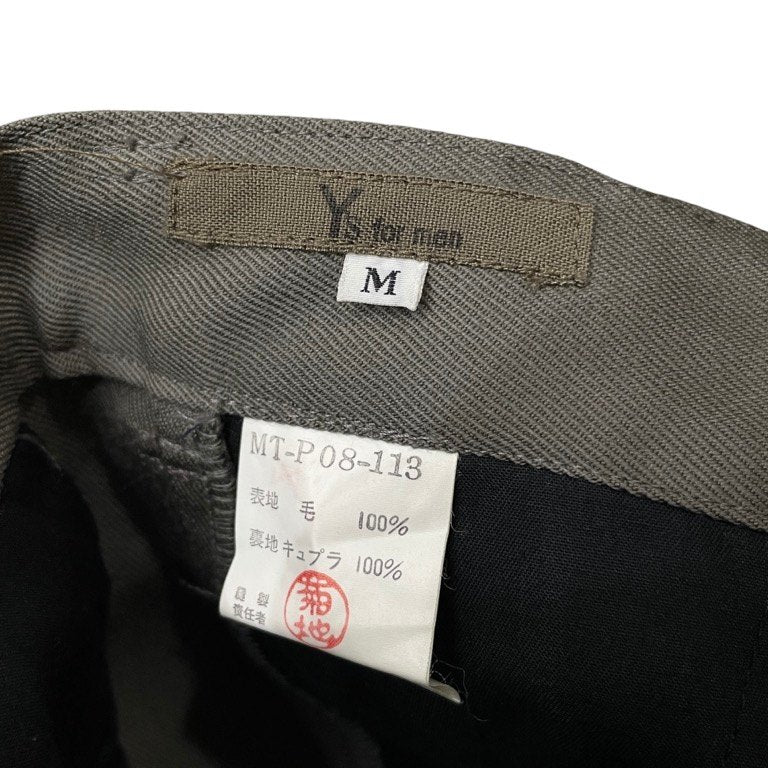 Y's for men
M
MT-P08-113
表地 毛 100%
裏地 キュプラ 100%
縫製
責任者
菊地